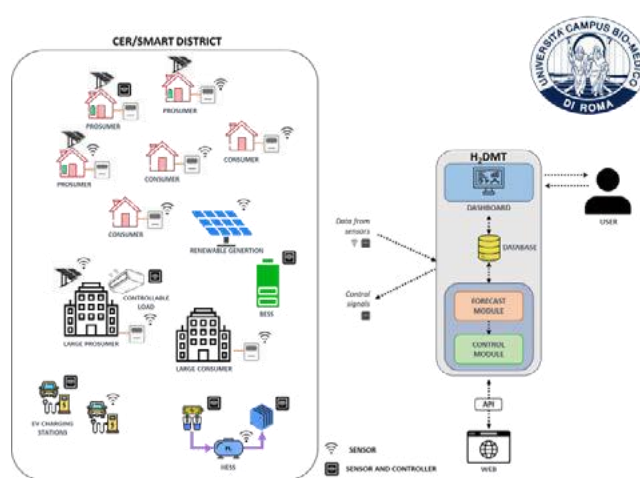 CER/SMART DISTRICT
UNIVERSITÀ CAMPUS BIO-MEDICO
DI ROMA
PROSUMER
PROSUMER
PROSUMER
CONSUMER
CONSUMER
CONSUMER
RENEWABLE GENERTION
CONTROLLABLE
LOAD
BESS
LARGE PROSUMER
LARGE CONSUMER
EV CHARGING
STATIONS
HESS
SENSOR
SENSOR AND CONTROLLER
H2DMT
DASHBOARD
USER
Data from
sensors
DATABASE
Control
signals
FORECAST
MODULE
CONTROL
MODULE
API
WEB